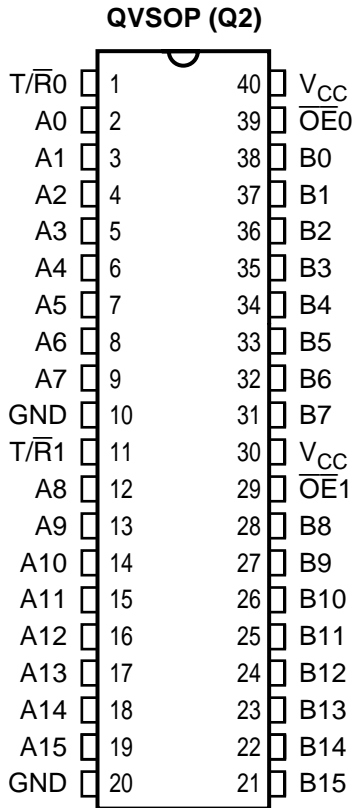 QVSOP (Q2)
T/R̅0 1 40 VCC
A0 2 39 O̅E̅0
A1 3 38 B0
A2 4 37 B1
A3 5 36 B2
A4 6 35 B3
A5 7 34 B4
A6 8 33 B5
A7 9 32 B6
GND 10 31 B7
T/R̅1 11 30 VCC
A8 12 29 O̅E̅1
A9 13 28 B8
A10 14 27 B9
A11 15 26 B10
A12 16 25 B11
A13 17 24 B12
A14 18 23 B13
A15 19 22 B14
GND 20 21 B15